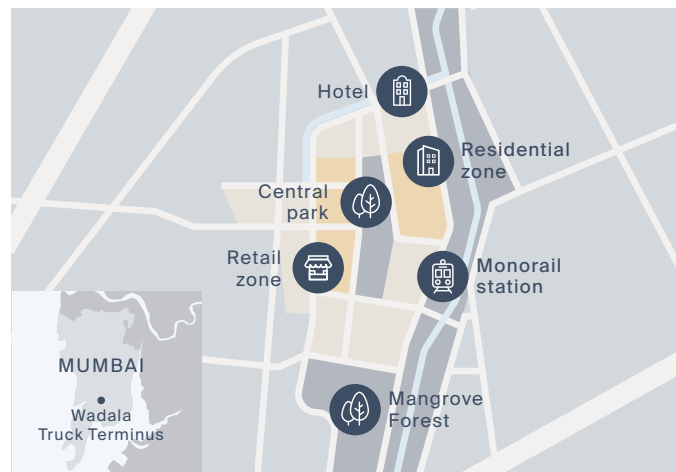 Hotel
Residential
zone
Central
park
Retail
zone
Monorail
station
MUMBAI
Wadala
Truck Terminus
Mangrove
Forest